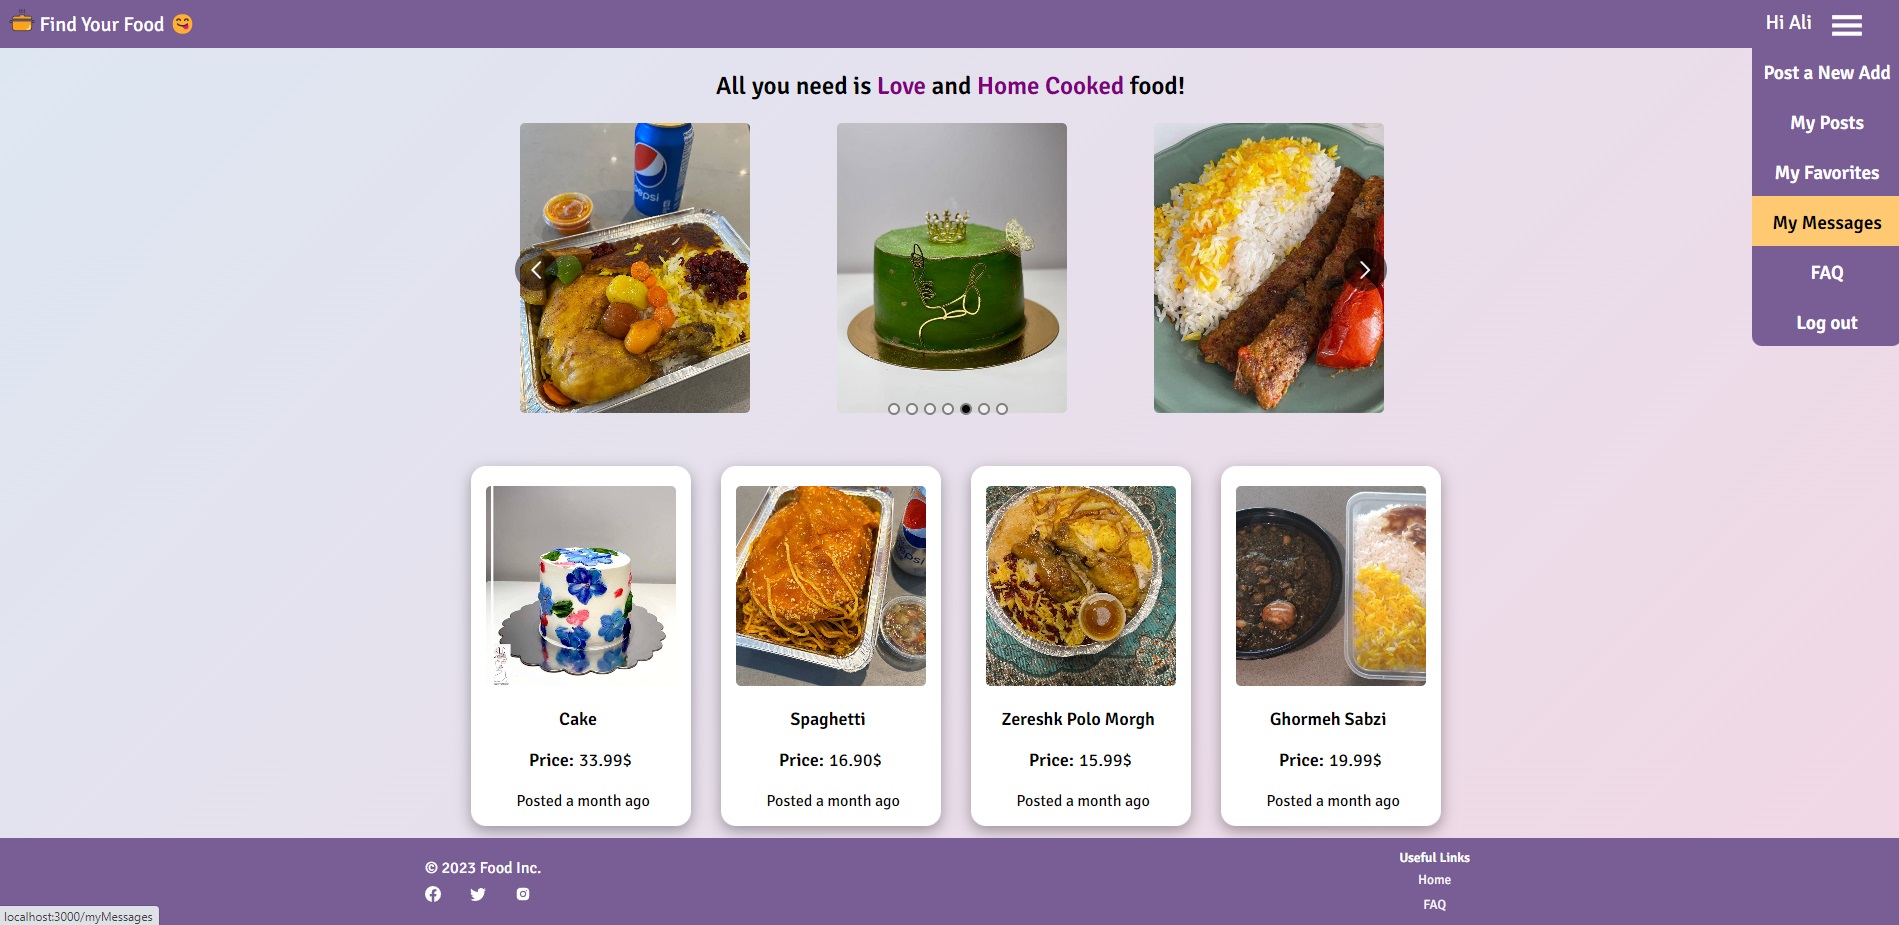 Find Your Food
Hi Ali
Post a New Add
My Posts
My Favorites
My Messages
FAQ
Log out
All you need is Love and Home Cooked food!
pepsi
Cake
Price: 33.99$
Posted a month ago
pepsi
Spaghetti
Price: 16.90$
Posted a month ago
Zereshk Polo Morgh
Price: 15.99$
Posted a month ago
Ghormeh Sabzi
Price: 19.99$
Posted a month ago
© 2023 Food Inc.
Useful Links
Home
FAQ
localhost:3000/myMessages